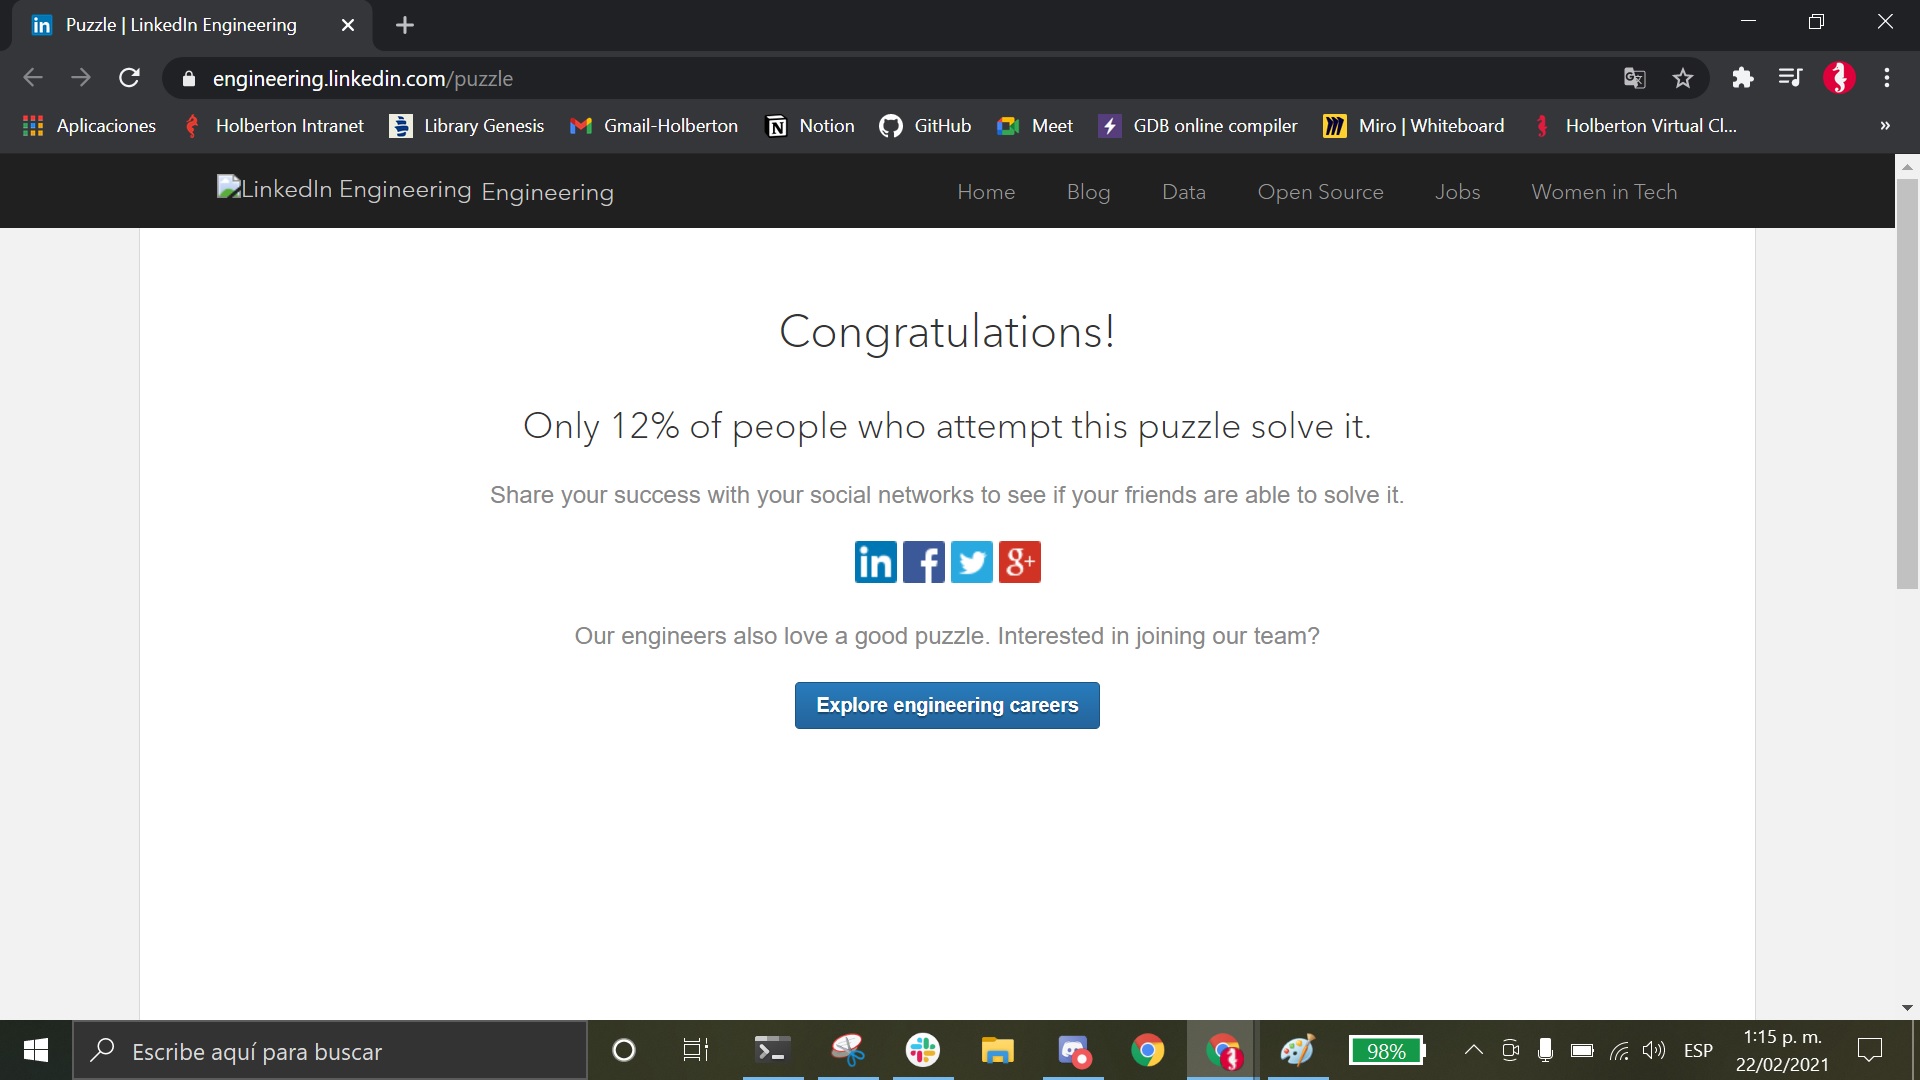 Puzzle | LinkedIn Engineering
engineering.linkedin.com/puzzle
Aplicaciones Holberton Intranet Library Genesis Gmail-Holberton Notion GitHub Meet GDB online compiler Miro | Whiteboard Holberton Virtual Cl... »
LinkedIn Engineering Engineering Home Blog Data Open Source Jobs Women in Tech
Congratulations!
Only 12% of people who attempt this puzzle solve it.
Share your success with your social networks to see if your friends are able to solve it.
in f g+
Our engineers also love a good puzzle. Interested in joining our team?
Explore engineering careers
Escribe aquí para buscar 98% ESP 1:15 p. m.
22/02/2021